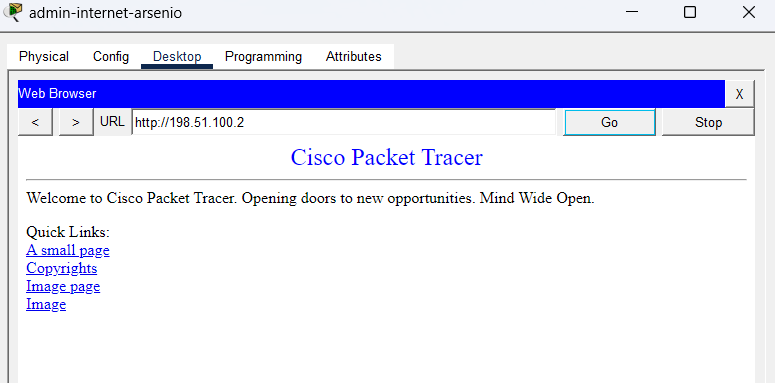 admin-internet-arsenio
Physical Config Desktop Programming Attributes
Web Browser X
< > URL http://198.51.100.2 Go Stop
Cisco Packet Tracer
Welcome to Cisco Packet Tracer. Opening doors to new opportunities. Mind Wide Open.
Quick Links:
A small page
Copyrights
Image page
Image